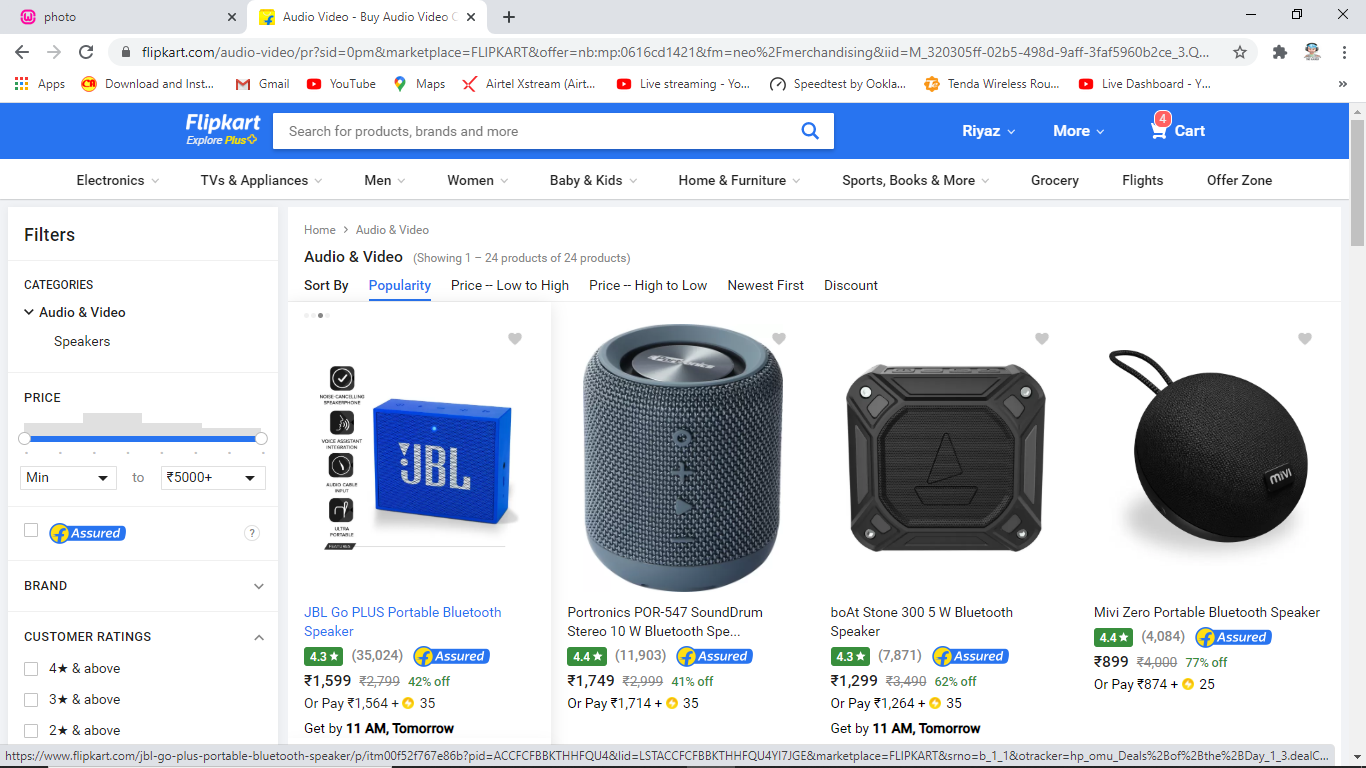 photo
Audio Video - Buy Audio Video
flipkart.com/audio-video/pr?sid=0pm&marketplace=FLIPKART&offer=nb:mp:0616cd1421&fm=neo%2Fmerchandising&iid=M_320305ff-02b5-498d-9aff-3faf5960b2ce_3.Q...
Apps Download and Inst... Gmail YouTube Maps Airtel Xstream (Airt... Live streaming - Yo... Speedtest by Ookla... Tenda Wireless Rou... Live Dashboard - Y... »
Flipkart
Explore Plus
Search for products, brands and more
Riyaz More 4 Cart
Electronics TVs & Appliances Men Women Baby & Kids Home & Furniture Sports, Books & More Grocery Flights Offer Zone
Filters
CATEGORIES
Audio & Video
Speakers
PRICE
Min to ₹5000+
f Assured ?
BRAND
CUSTOMER RATINGS
4★ & above
3★ & above
2★ & above
Home > Audio & Video
Audio & Video (Showing 1 – 24 products of 24 products)
Sort By Popularity Price -- Low to High Price -- High to Low Newest First Discount
NOISE-CANCELLING
SPEAKERPHONE
VOICE ASSISTANT
INTEGRATION
AUDIO CABLE
INPUT
ULTRA
PORTABLE
FEATURES
JBL
JBL Go PLUS Portable Bluetooth
Speaker
4.3★ (35,024) f Assured
₹1,599 ₹2,799 42% off
Or Pay ₹1,564 + 35
Get by 11 AM, Tomorrow
Portronics POR-547 SoundDrum
Stereo 10 W Bluetooth Spe...
4.4★ (11,903) f Assured
₹1,749 ₹2,999 41% off
Or Pay ₹1,714 + 35
boAt Stone 300 5 W Bluetooth
Speaker
4.3★ (7,871) f Assured
₹1,299 ₹3,490 62% off
Or Pay ₹1,264 + 35
Get by 11 AM, Tomorrow
mivi
Mivi Zero Portable Bluetooth Speaker
4.4★ (4,084) f Assured
₹899 ₹4,000 77% off
Or Pay ₹874 + 25
https://www.flipkart.com/jbl-go-plus-portable-bluetooth-speaker/p/itm00f52f767e86b?pid=ACCFCFBBKTHHFQU4&lid=LSTACCFCFBBKTHHFQU4YI7JGE&marketplace=FLIPKART&srno=b_1_1&otracker=hp_omu_Deals%2Bof%2Bthe%2BDay_1_3.dealC...